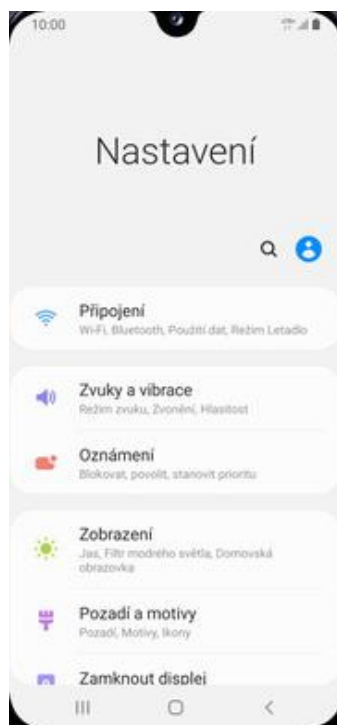 10:00
Nastavení
Připojení
Wi-Fi, Bluetooth, Použití dat, Režim Letadlo
Zvuky a vibrace
Režim zvuku, Zvonění, Hlasitost
Oznámení
Blokovat, povolit, stanovit prioritu
Zobrazení
Jas, Filtr modrého světla, Domovská
obrazovka
Pozadí a motivy
Pozadí, Motivy, Ikony
Zamknout displej